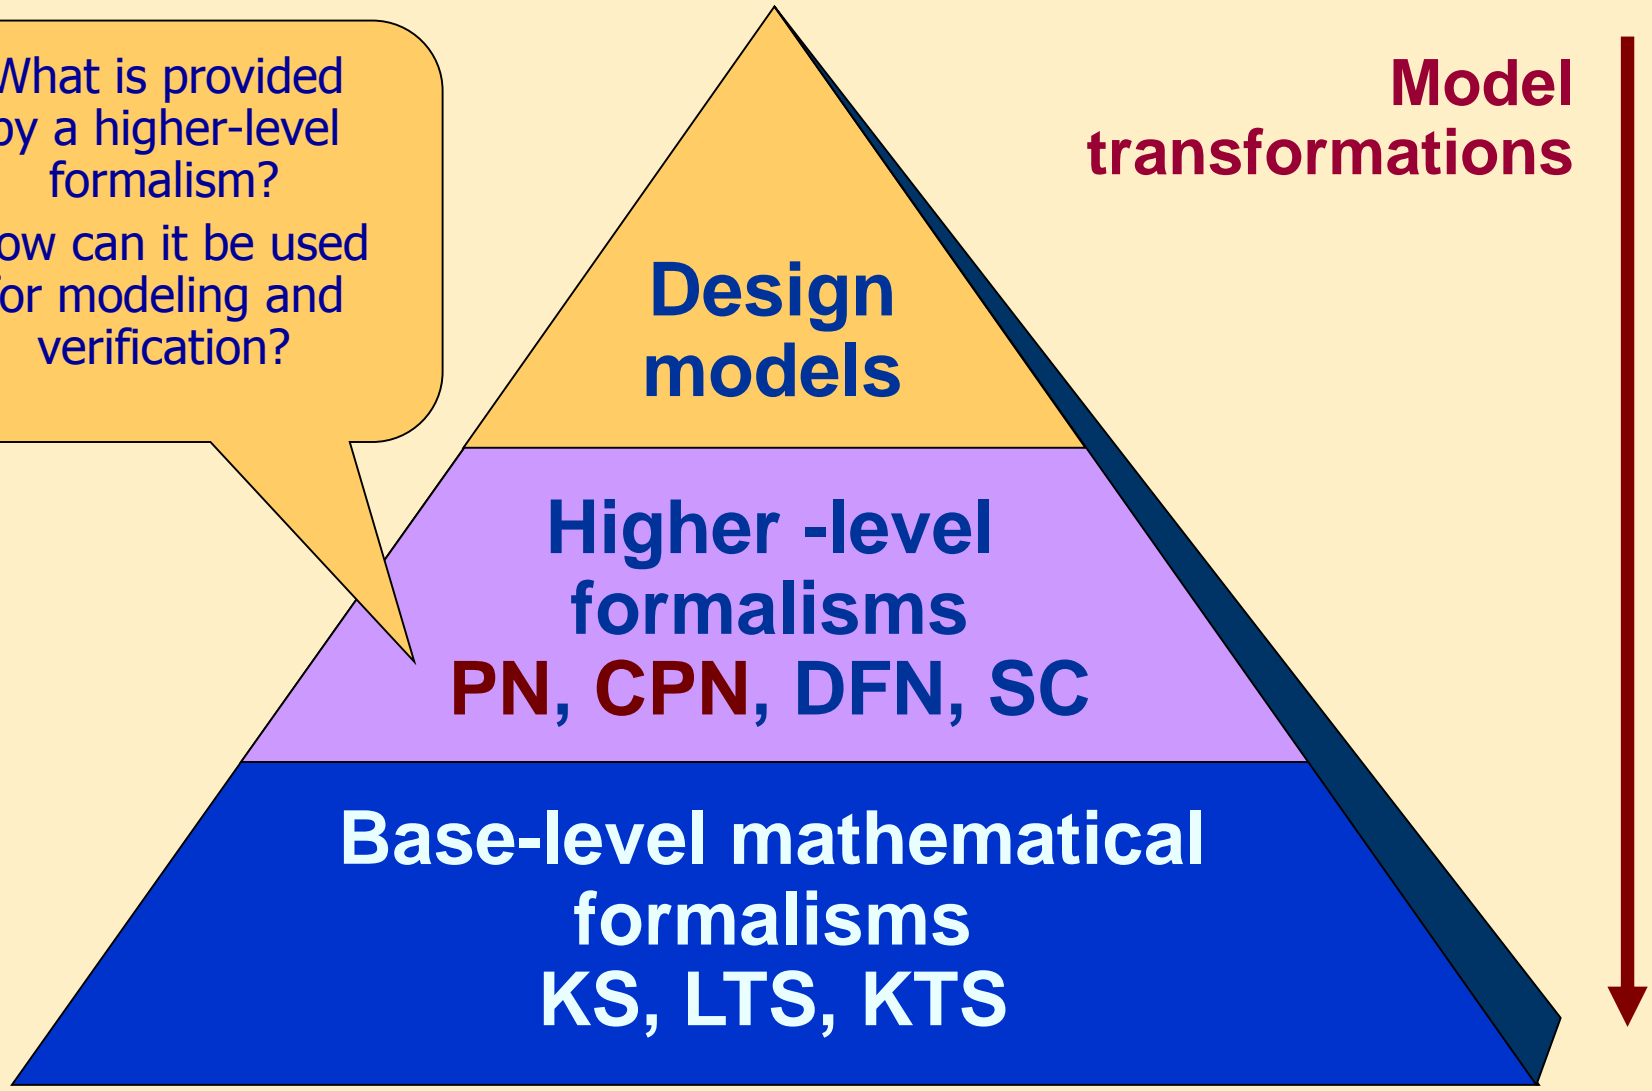 What is provided
by a higher-level
formalism?
ow can it be used
for modeling and
verification?
Model
transformations
Design
models
Higher -level
formalisms
PN, CPN, DFN, SC
Base-level mathematical
formalisms
KS, LTS, KTS